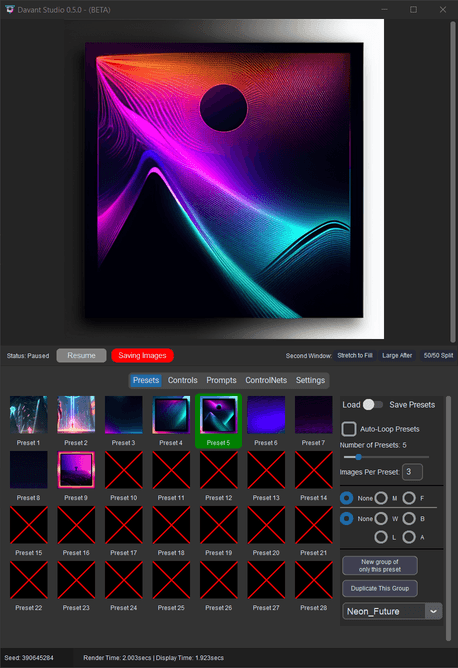 Davant Studio 0.5.0 - (BETA)
Status: Paused Resume Saving Images Second Window: Stretch to Fill Large After 50/50 Split
Presets Controls Prompts ControlNets Settings
Preset 1 Preset 2 Preset 3 Preset 4 Preset 5 Preset 6 Preset 7
Preset 8 Preset 9 Preset 10 Preset 11 Preset 12 Preset 13 Preset 14
Preset 15 Preset 16 Preset 17 Preset 18 Preset 19 Preset 20 Preset 21
Preset 22 Preset 23 Preset 24 Preset 25 Preset 26 Preset 27 Preset 28
Load Save Presets
Auto-Loop Presets
Number of Presets: 5
Images Per Preset: 3
None M F
None W B
L A
New group of
only this preset
Duplicate This Group
Neon_Future
Seed: 390645284 Render Time: 2.003secs | Display Time: 1.923secs